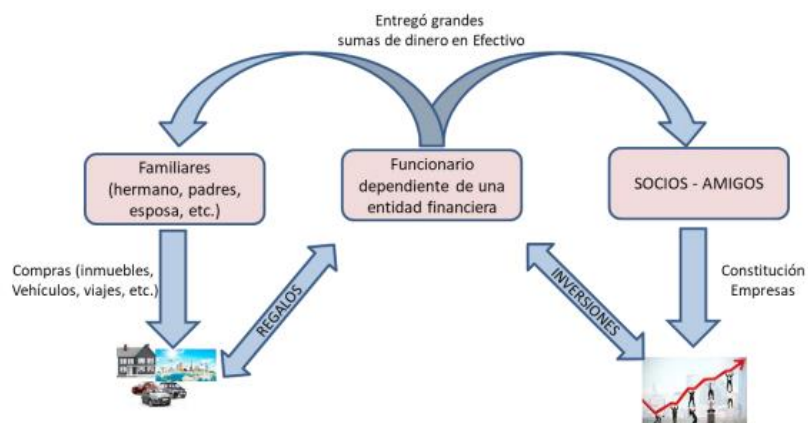 Entregó grandes
sumas de dinero en Efectivo
Familiares
(hermano, padres,
esposa, etc.)
Funcionario
dependiente de una
entidad financiera
SOCIOS - AMIGOS
Compras (inmuebles,
Vehículos, viajes, etc.)
REGALOS
INVERSIONES
Constitución
Empresas